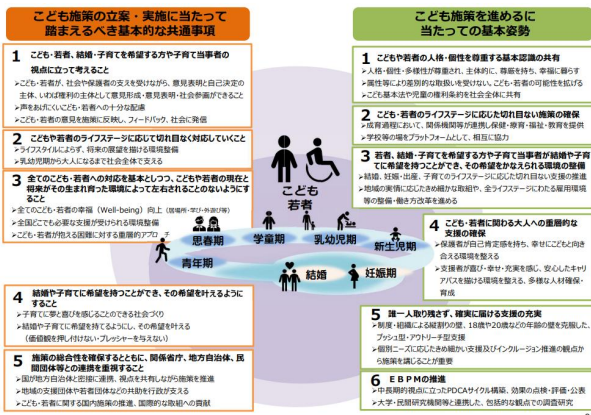 こども施策の立案・実施に当たって
踏まえるべき基本的な共通事項
1 こども・若者、結婚・子育てを希望する方や子育て当事者の
視点に立って考えること
➢こども・若者が、社会や保護者の支えを受けながら、意見表明と自己決定の
主体、いわば権利の主体として意見形成・意見表明・社会参画ができること
➢声をあげにくいこども・若者への十分な配慮
➢こども・若者の意見を施策に反映し、こども・若者、社会にフィードバック
2 こどもや若者のライフステージに応じて切れ目なく対応していくこと
➢ライフスタイルによらず、将来の展望を描ける環境整備
➢乳幼児期から大人になるまで社会全体で支える
3 全てのこども・若者への対応を基本としつつ、こどもや若者の現在と
将来がその生まれ育った環境によって左右されることのないようにす
ること
➢全てのこども・若者の幸福(Well-being)向上(居場所・学び・外遊び等)
➢全国どこでも必要な支援が受けられる環境整備
➢こども・若者が抱える困難に対する重層的アプローチ
4 結婚や子育てに希望を持つことができ、その希望を叶えるように
すること
➢子育てに夢と喜びを感じることのできる社会づくり
➢結婚や子育てに希望を持てるようにし、その希望を叶える
(価値観を押し付けない・プレッシャーを与えない)
5 施策の総合性を確保するとともに、関係省庁、地方自治体、民
間団体等との連携を重視すること
➢国が地方自治体と密接に連携、視点を共有しながら施策を推進
➢地域の支援団体や若者団体などの共助を行政が支える
➢こども・若者に関する国内施策の推進、国際的な取組への貢献
こども
若者
思春期
学童期
乳幼児期
新生児期
青年期
結婚
妊娠期
こども施策を進めるに
当たっての基本姿勢
1 こどもや若者の人格・個性を尊重する基本認識の共有
➢人格・個性・多様性が尊重され、主体的に、尊厳を持ち、幸福に暮らす
➢属性等により差別的な取扱いを受けない、こども・若者の可能性を拡げる
➢こども基本法や児童の権利条約を社会全体に共有
2 こども・若者のライフステージに応じた切れ目のない施策の確保
➢成育過程において、関係機関等が連携し保健・療育・福祉・教育を提供
➢学校等の場をプラットフォームとして、相互に協力
3 若者、結婚・子育てを希望する方や子育て当事者が結婚や子育
てに希望を持つことができ、その希望をかなえられる環境の整備
➢結婚、妊娠・出産、子育てに希望に応じた切れ目ない支援の推進
➢地域の実情に応じたきめ細かな取組や、全ライフステージにわたる雇用環境
等の整備・働き方改革を進める
4 こども・若者に関わる大人への重層的な
支援の確保
➢保護者が自己肯定感を持ち、幸せにこどもと向き
合える環境を整える
➢支援者が喜び・幸せ・充実を感じ、安心したキャリ
アパスを描ける環境を整える、多様な人材確保・
育成
5 誰一人取り残さず、確実に届ける支援の充実
➢制度・組織による縦割りの壁、18歳や20歳などの年齢の壁を克服した、
プッシュ型・アウトリーチ型支援
➢個別ニーズに応じたきめ細かい支援及びインクルージョン推進の観点か
ら施策を講じることが重要
6 EBPMの推進
➢中長期的視点に立ったPDCAサイクル構築、効果の点検・評価・公表
➢大学・民間研究機関等と連携した、包括的な観点での調査研究